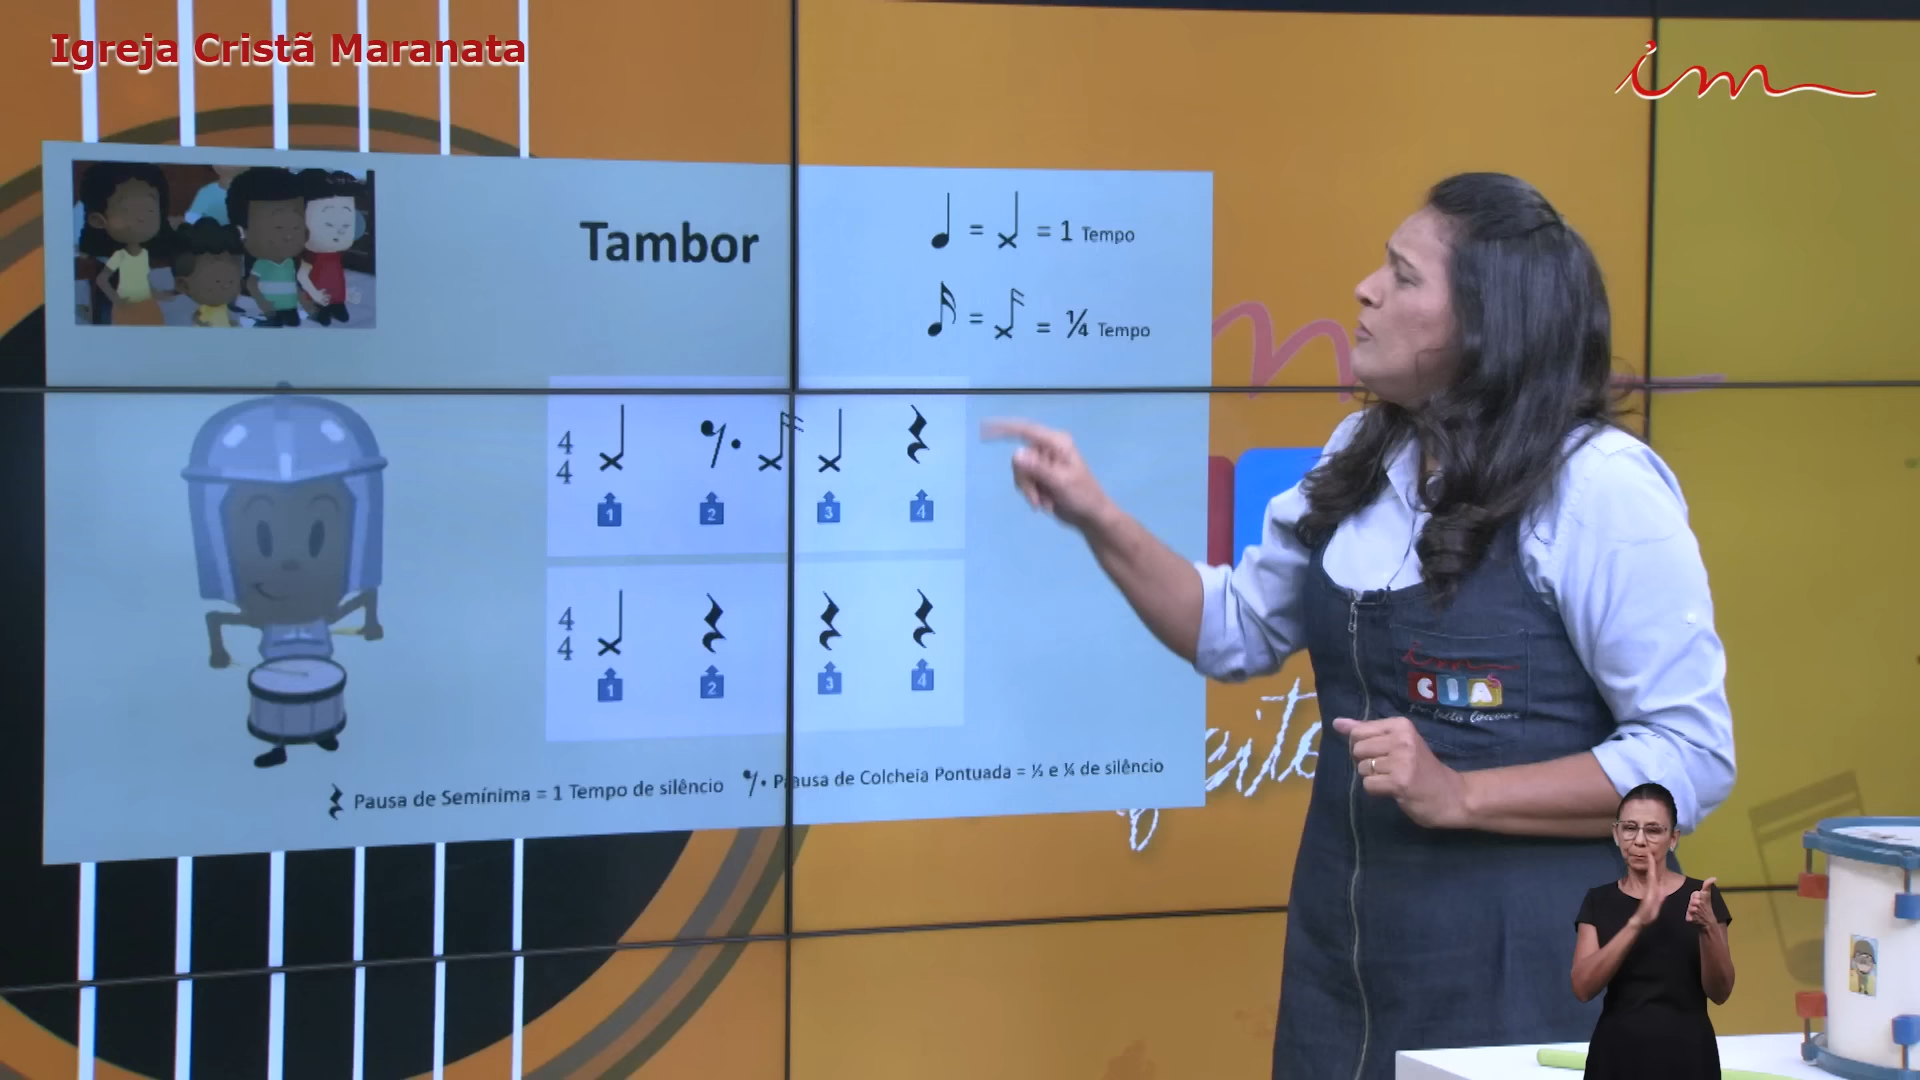 Igreja Cristã Maranata
Tambor
= = 1 Tempo
= = ¼ Tempo
4
4
1 2 3 4
4
4
1 2 3 4
Pausa de Semínima = 1 Tempo de silêncio
Pausa de Colcheia Pontuada = ½ e ¼ de silêncio
CIAS